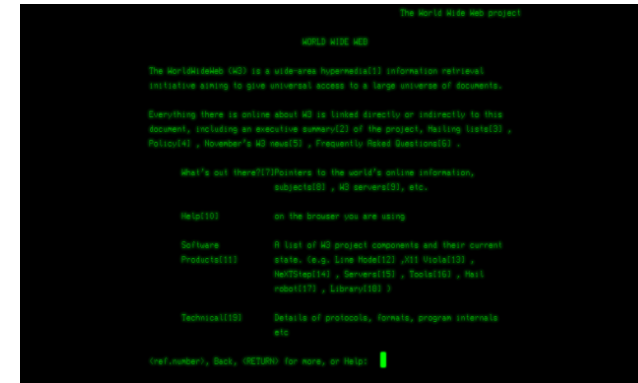 The World Wide Web project
WORLD WIDE WEB
The WorldWideWeb (W3) is a wide-area hypermedia[1] information retrieval
initiative aiming to give universal access to a large universe of documents.
Everything there is online about W3 is linked directly or indirectly to this
document, including an executive summary[2] of the project, Mailing lists[3] ,
Policy[4] , November's W3 news[5] , Frequently Asked Questions[6] .
What's out there?[7]Pointers to the world's online information,
subjects[8] , W3 servers[9], etc.
Help[10] on the browser you are using
Software A list of W3 project components and their current
Products[11] state. (e.g. Line Mode[12] ,X11 Viola[13] ,
NeXTStep[14] , Servers[15] , Tools[16] , Mail
robot[17] , Library[18] )
Technical[19] Details of protocols, formats, program internals
etc
<ref.number>, Back, <RETURN> for more, or Help: